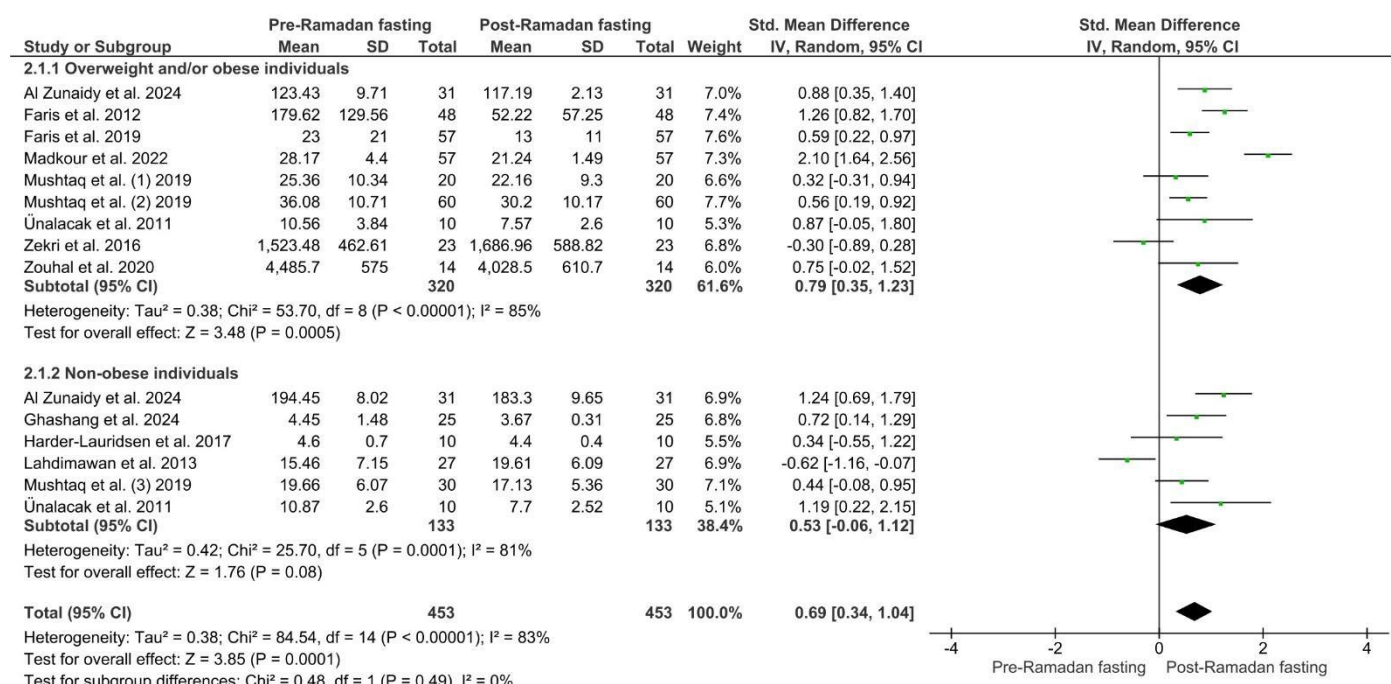 Pre-Ramadan fasting Post-Ramadan fasting Std. Mean Difference Std. Mean Difference
Study or Subgroup Mean SD Total Mean SD Total Weight IV, Random, 95% CI IV, Random, 95% CI
2.1.1 Overweight and/or obese individuals
Al Zunaidy et al. 2024 123.43 9.71 31 117.19 2.13 31 7.0% 0.88 [0.35, 1.40]
Faris et al. 2012 179.62 129.56 48 52.22 57.25 48 7.4% 1.26 [0.82, 1.70]
Faris et al. 2019 23 21 57 13 11 57 7.6% 0.59 [0.22, 0.97]
Madkour et al. 2022 28.17 4.4 57 21.24 1.49 57 7.3% 2.10 [1.64, 2.56]
Mushtaq et al. (1) 2019 25.36 10.34 20 22.16 9.3 20 6.6% 0.32 [-0.31, 0.94]
Mushtaq et al. (2) 2019 36.08 10.71 60 30.2 10.17 60 7.7% 0.56 [0.19, 0.92]
Ünalacak et al. 2011 10.56 3.84 10 7.57 2.6 10 5.3% 0.87 [-0.05, 1.80]
Zekri et al. 2016 1,523.48 462.61 23 1,686.96 588.82 23 6.8% -0.30 [-0.89, 0.28]
Zouhal et al. 2020 4,485.7 575 14 4,028.5 610.7 14 6.0% 0.75 [-0.02, 1.52]
Subtotal (95% CI) 320 320 61.6% 0.79 [0.35, 1.23]
Heterogeneity: Tau² = 0.38; Chi² = 53.70, df = 8 (P < 0.00001); I² = 85%
Test for overall effect: Z = 3.48 (P = 0.0005)
2.1.2 Non-obese individuals
Al Zunaidy et al. 2024 194.45 8.02 31 183.3 9.65 31 6.9% 1.24 [0.69, 1.79]
Ghashang et al. 2024 4.45 1.48 25 3.67 0.31 25 6.8% 0.72 [0.14, 1.29]
Harder-Lauridsen et al. 2017 4.6 0.7 10 4.4 0.4 10 5.5% 0.34 [-0.55, 1.22]
Lahdimawan et al. 2013 15.46 7.15 27 19.61 6.09 27 6.9% -0.62 [-1.16, -0.07]
Mushtaq et al. (3) 2019 19.66 6.07 30 17.13 5.36 30 7.1% 0.44 [-0.08, 0.95]
Ünalacak et al. 2011 10.87 2.6 10 7.7 2.52 10 5.1% 1.19 [0.22, 2.15]
Subtotal (95% CI) 133 133 38.4% 0.53 [-0.06, 1.12]
Heterogeneity: Tau² = 0.42; Chi² = 25.70, df = 5 (P = 0.0001); I² = 81%
Test for overall effect: Z = 1.76 (P = 0.08)
Total (95% CI) 453 453 100.0% 0.69 [0.34, 1.04]
Heterogeneity: Tau² = 0.38; Chi² = 84.54, df = 14 (P < 0.00001); I² = 83%
Test for overall effect: Z = 3.85 (P = 0.0001)
Test for subgroup differences: Chi² = 0.48, df = 1 (P = 0.49), I² = 0%
-4 -2 0 2 4
Pre-Ramadan fasting Post-Ramadan fasting